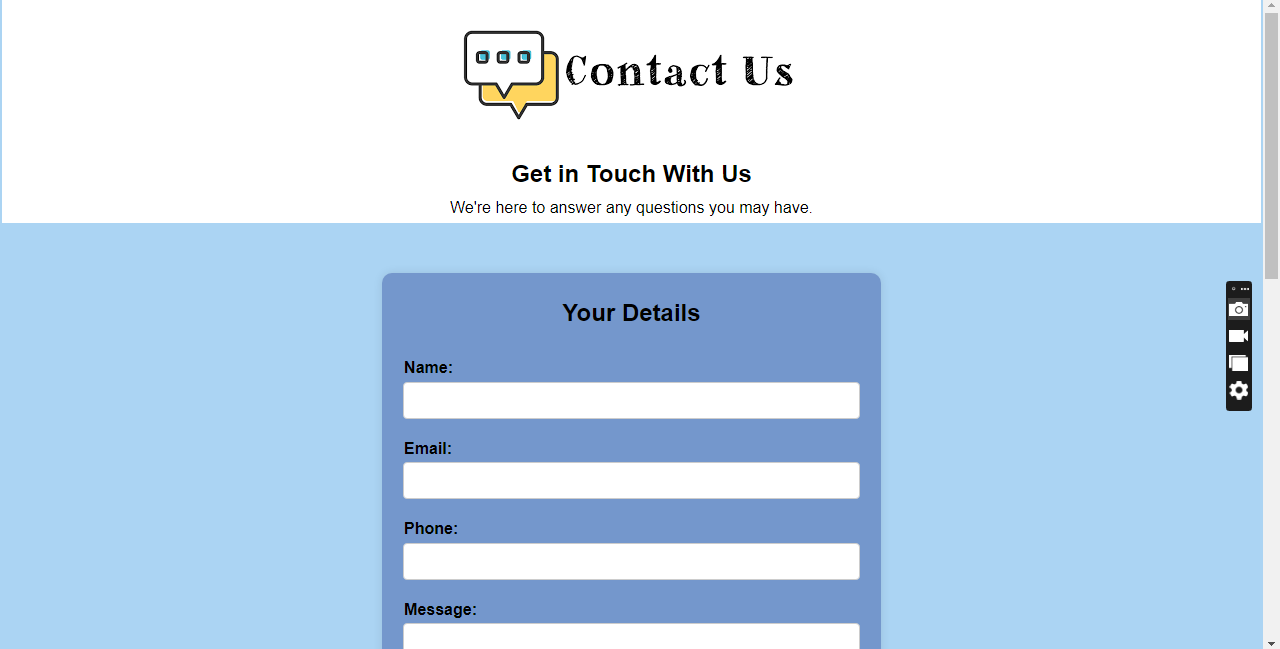 Contact Us
Get in Touch With Us
We're here to answer any questions you may have.
Your Details
Name:
Email:
Phone:
Message: